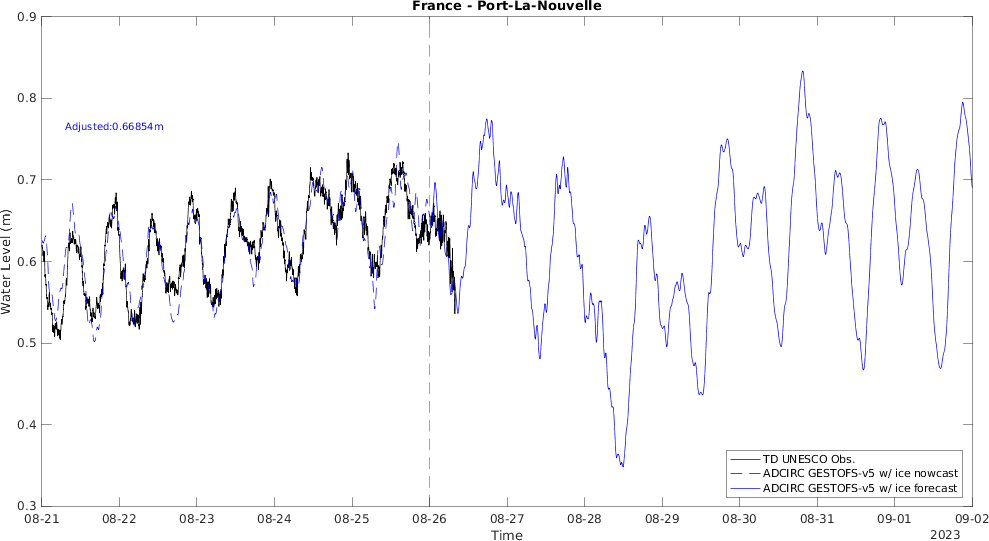 France - Port-La-Nouvelle
0.9
0.8
0.7
0.6
0.5
0.4
0.3
Water Level (m)
Adjusted:0.66854m
TD UNESCO Obs.
ADCIRC GESTOFS-v5 w/ ice nowcast
ADCIRC GESTOFS-v5 w/ ice forecast
08-21 08-22 08-23 08-24 08-25 08-26 08-27 08-28 08-29 08-30 08-31 09-01 09-02
Time
2023